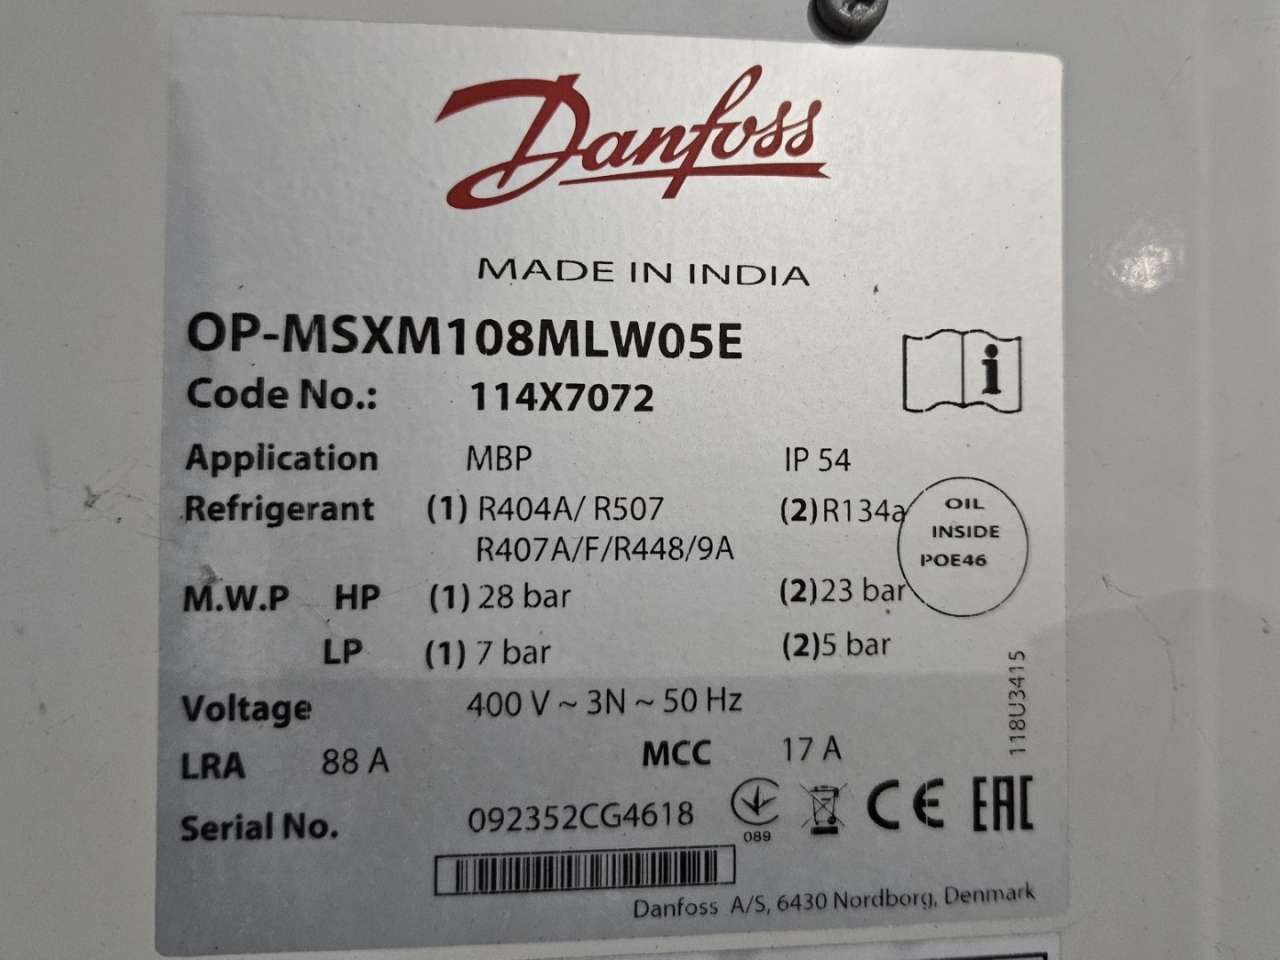 Danfoss
MADE IN INDIA
OP-MSXM108MLW05E
Code No.: 114X7072
Application MBP IP 54
Refrigerant (1) R404A/ R507 (2)R134a
R407A/F/R448/9A
OIL
INSIDE
POE46
M.W.P HP (1) 28 bar (2)23 bar
LP (1) 7 bar (2)5 bar
118U3415
Voltage 400 V ~ 3N ~ 50 Hz
LRA 88 A MCC 17 A
Serial No. 092352CG4618
089
CE EAC
Danfoss A/S, 6430 Nordborg, Denmark